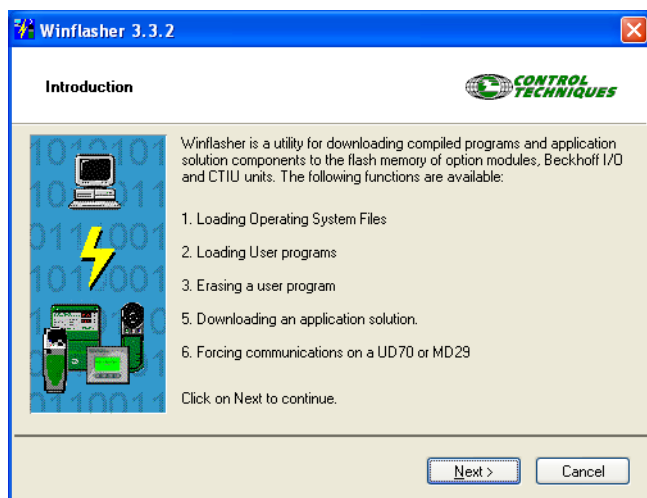 Winflasher 3.3.2
Introduction
CONTROL
TECHNIQUES
Winflasher is a utility for downloading compiled programs and application
solution components to the flash memory of option modules, Beckhoff I/O
and CTIU units. The following functions are available:
1. Loading Operating System Files
2. Loading User programs
3. Erasing a user program
5. Downloading an application solution.
6. Forcing communications on a UD70 or MD29
Click on Next to continue.
Next >
Cancel